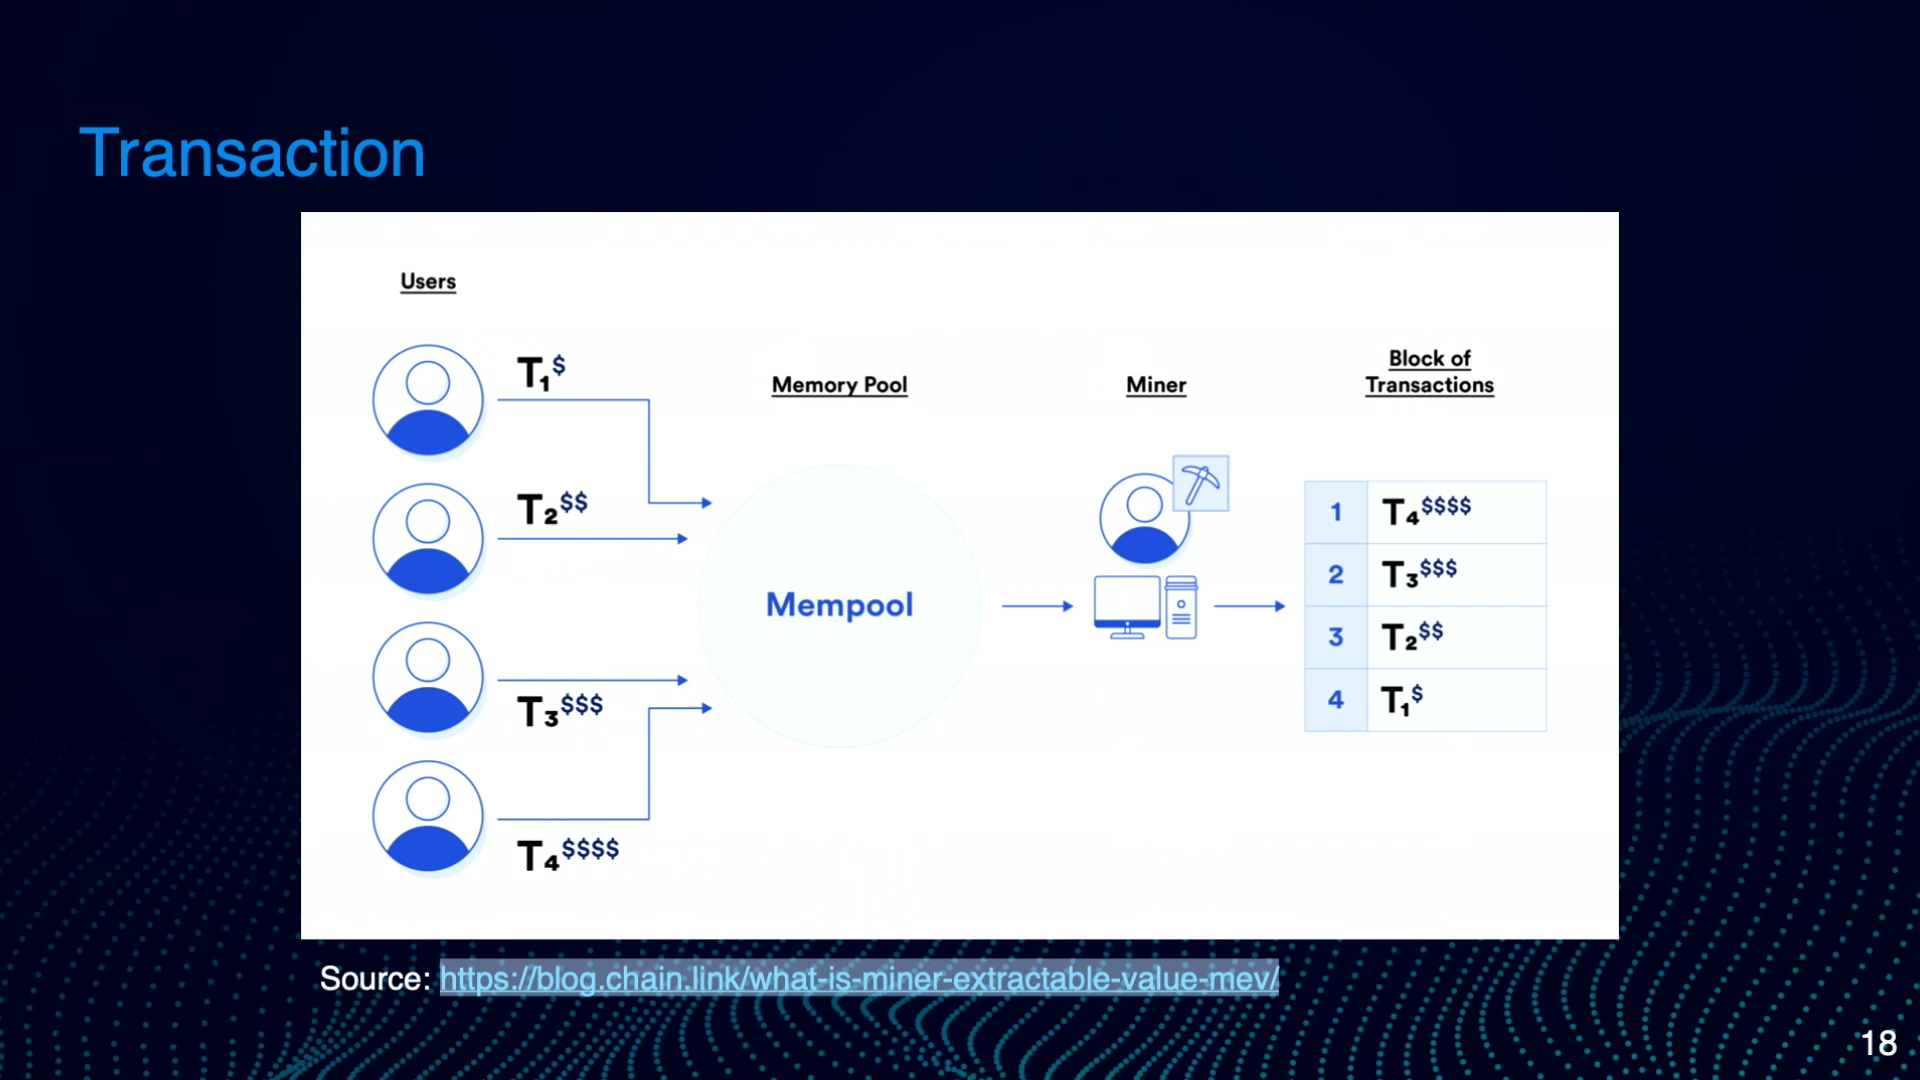 Transaction
Users
T₁$
T₂$$
T₃$$$
T₄$$$$
Memory Pool
Mempool
Miner
Block of
Transactions
1 T₄$$$$
2 T₃$$$
3 T₂$$
4 T₁$
Source: https://blog.chain.link/what-is-miner-extractable-value-mev/
18